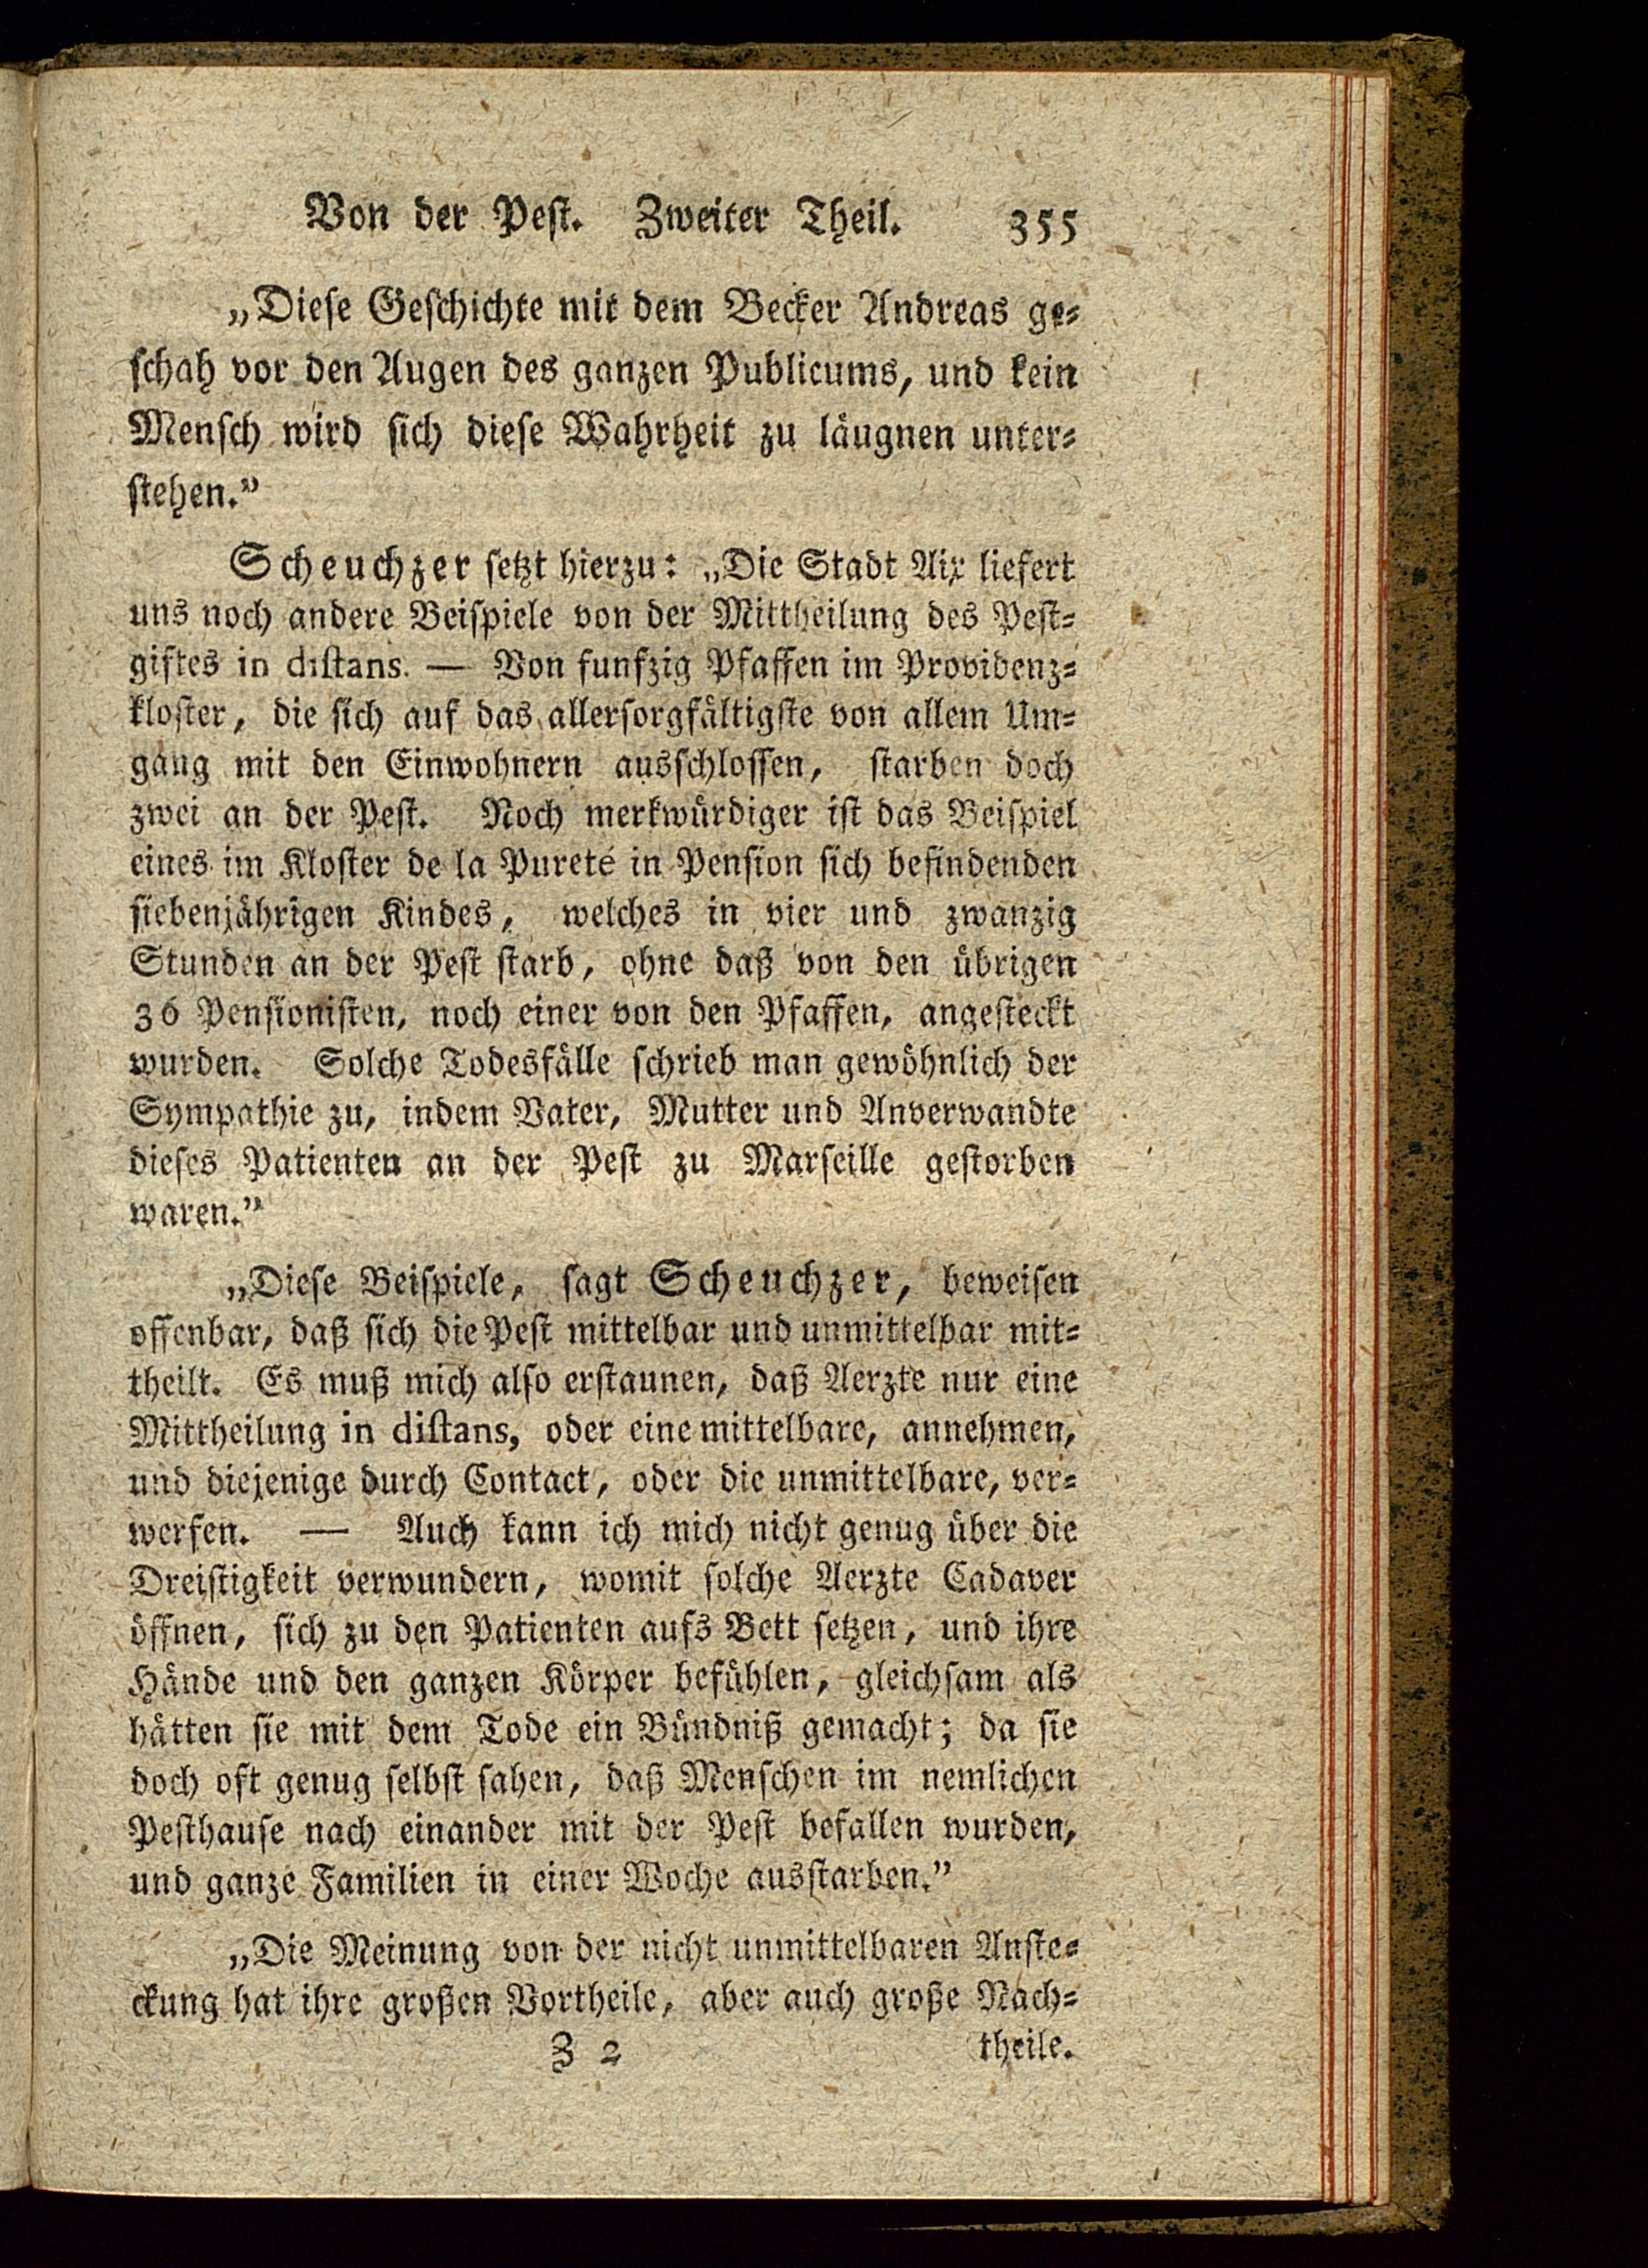 Von der Pest. Zweiter Theil. 355
„Diese Geschichte mit dem Becker Andreas ge-
schah vor den Augen des ganzen Publicums, und kein
Mensch wird sich diese Wahrheit zu läugnen unter-
stehen.”
Scheuchzer setzt hierzu: „Die Stadt Aix liefert
uns noch andere Beispiele von der Mittheilung des Pest-
giftes in distans. — Von funfzig Pfaffen im Providenz-
kloster, die sich auf das allersorgfältigste von allem Um-
gang mit den Einwohnern ausschlossen, starben doch
zwei an der Pest. Noch merkwürdiger ist das Beispiel
eines im Kloster de la Pureté in Pension sich befindenden
siebenjährigen Kindes, welches in vier und zwanzig
Stunden an der Pest starb, ohne daß von den übrigen
36 Pensionisten, noch einer von den Pfaffen, angesteckt
wurden. Solche Todesfälle schrieb man gewöhnlich der
Sympathie zu, indem Vater, Mutter und Anverwandte
dieses Patienten an der Pest zu Marseille gestorben
waren.”
„Diese Beispiele, sagt Scheuchzer, beweisen
offenbar, daß sich die Pest mittelbar und unmittelbar mit-
theilt. Es muß mich also erstaunen, daß Aerzte nur eine
Mittheilung in distans, oder eine mittelbare, annehmen,
und diejenige durch Contact, oder die unmittelbare, ver-
werfen. — Auch kann ich mich nicht genug über die
Dreistigkeit verwundern, womit solche Aerzte Cadaver
öffnen, sich zu den Patienten aufs Bett setzen, und ihre
Hände und den ganzen Körper befühlen, gleichsam als
hätten sie mit dem Tode ein Bündniß gemacht; da sie
doch oft genug selbst sahen, daß Menschen im nemlichen
Pesthause nach einander mit der Pest befallen wurden,
und ganze Familien in einer Woche ausstarben.”
„Die Meinung von der nicht unmittelbaren Anste-
ckung hat ihre großen Vortheile, aber auch große Nach-
Z 2 theile.